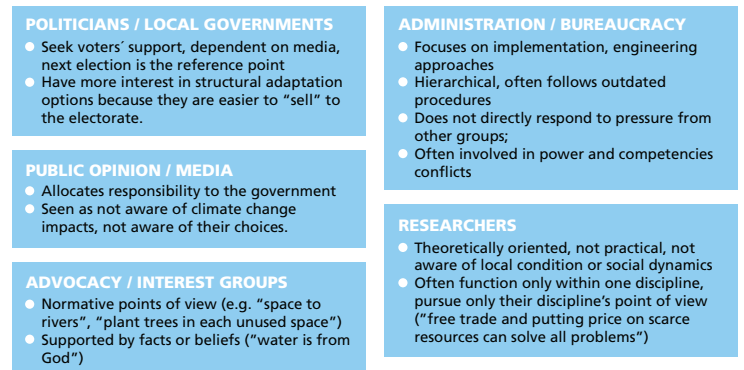 POLITICIANS / LOCAL GOVERNMENTS
● Seek voters´ support, dependent on media,
next election is the reference point
● Have more interest in structural adaptation
options because they are easier to “sell” to
the electorate.
PUBLIC OPINION / MEDIA
● Allocates responsibility to the government
● Seen as not aware of climate change
impacts, not aware of their choices.
ADVOCACY / INTEREST GROUPS
● Normative points of view (e.g. “space to
rivers”, “plant trees in each unused space”)
● Supported by facts or beliefs (”water is from
God”)
ADMINISTRATION / BUREAUCRACY
● Focuses on implementation, engineering
approaches
● Hierarchical, often follows outdated
procedures
● Does not directly respond to pressure from
other groups;
● Often involved in power and competencies
conflicts
RESEARCHERS
● Theoretically oriented, not practical, not
aware of local condition or social dynamics
● Often function only within one discipline,
pursue only their discipline’s point of view
(”free trade and putting price on scarce
resources can solve all problems”)